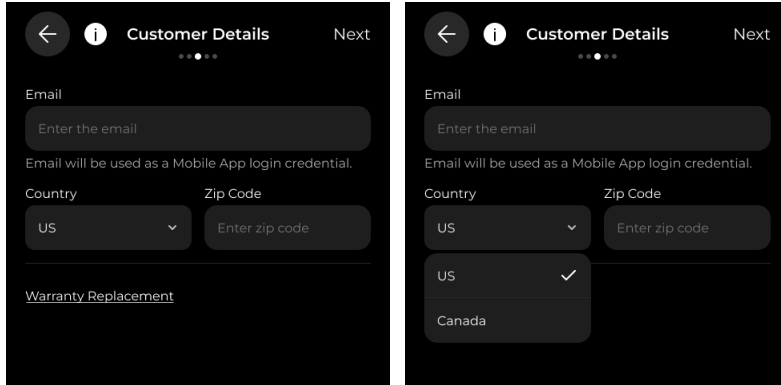 Customer Details
Next
Email
Enter the email
Email will be used as a Mobile App login credential.
Country
Zip Code
US
Enter zip code
Warranty Replacement
Customer Details
Next
Email
Enter the email
Email will be used as a Mobile App login credential.
Country
Zip Code
US
Enter zip code
US
Canada